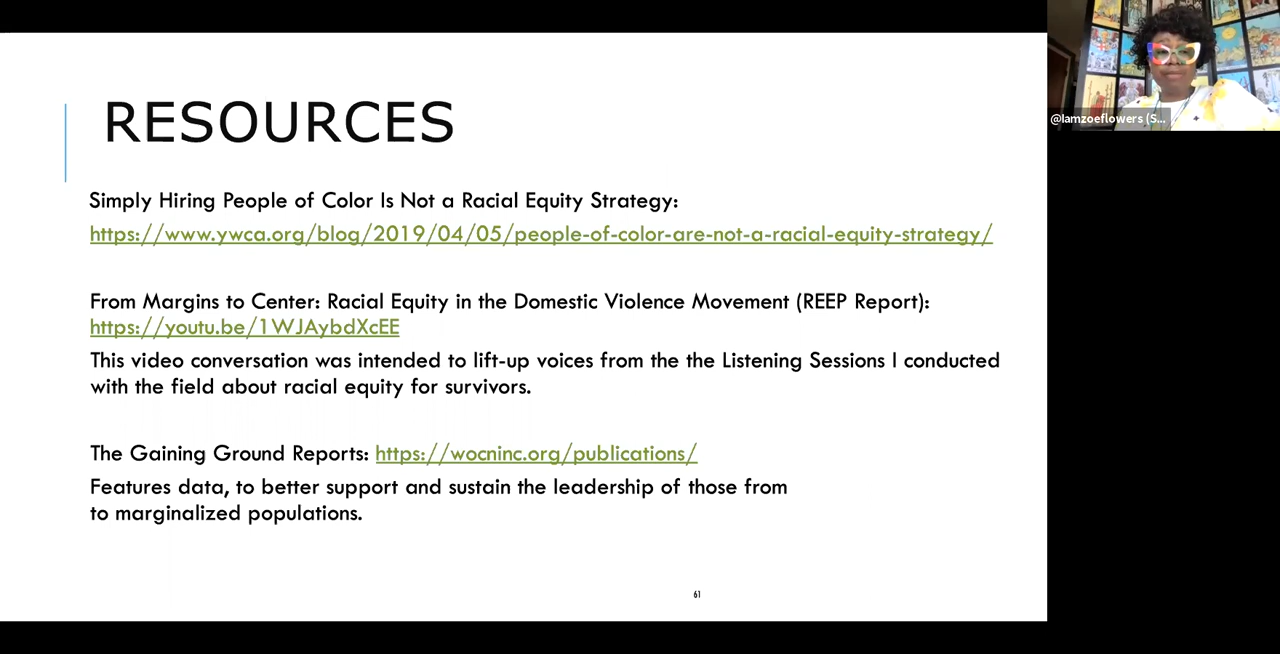 RESOURCES
Simply Hiring People of Color Is Not a Racial Equity Strategy:
https://www.ywca.org/blog/2019/04/05/people-of-color-are-not-a-racial-equity-strategy/
From Margins to Center: Racial Equity in the Domestic Violence Movement (REEP Report):
https://youtu.be/1WJAybdXcEE
This video conversation was intended to lift-up voices from the the Listening Sessions I conducted
with the field about racial equity for survivors.
The Gaining Ground Reports: https://wocninc.org/publications/
Features data, to better support and sustain the leadership of those from
to marginalized populations.
61
@Iamzoeflowers (S...